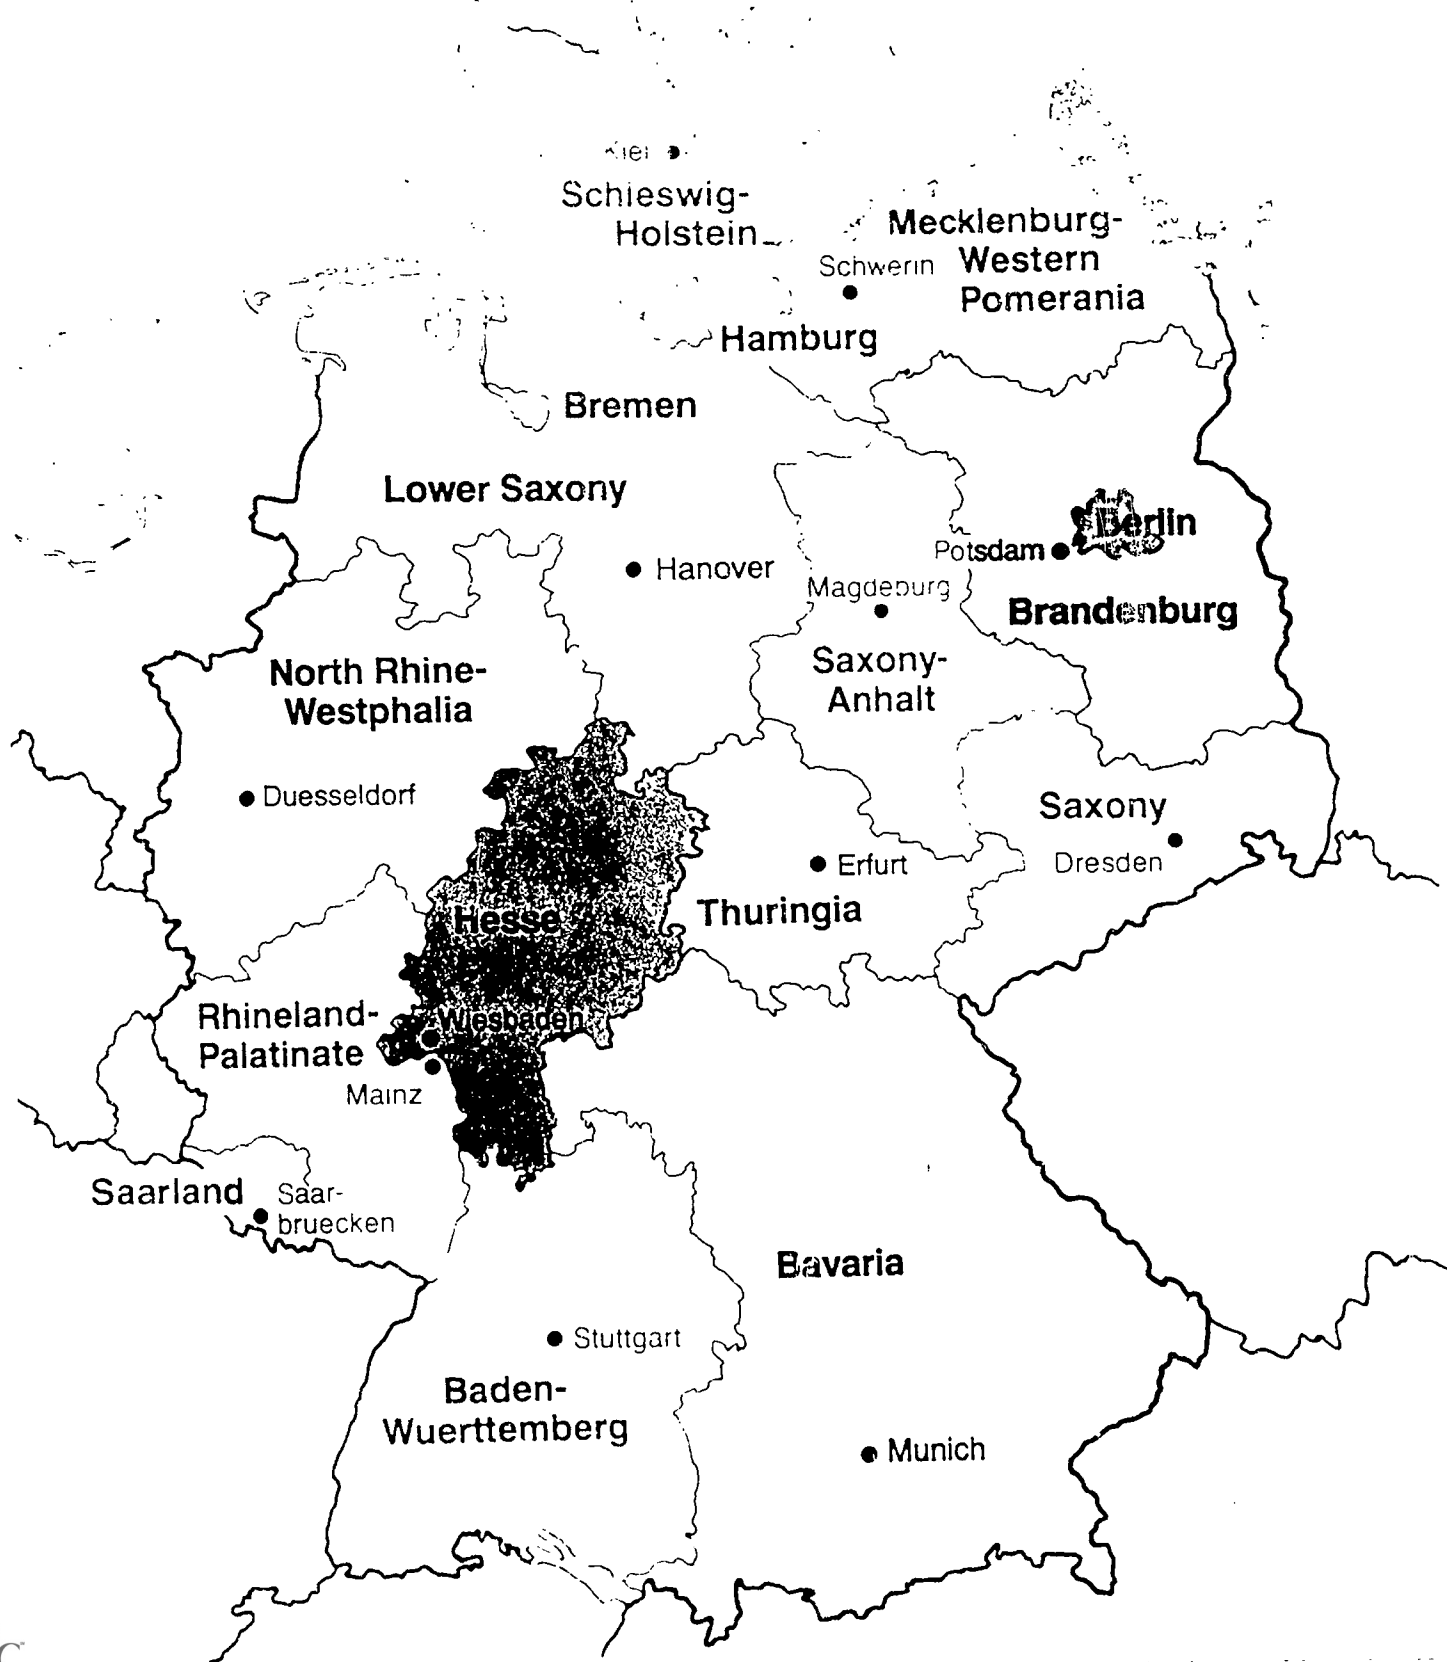 Kiel
Schleswig-
Holstein
Mecklenburg-
Schwerin Western
Pomerania
Hamburg
Bremen
Lower Saxony
Berlin
Potsdam
Hanover
Magdeburg
Brandenburg
Saxony-
Anhalt
North Rhine-
Westphalia
Duesseldorf
Saxony
Erfurt
Dresden
Hesse
Thuringia
Rhineland-
Palatinate
Wiesbaden
Mainz
Saarland
Saar-
bruecken
Bavaria
Stuttgart
Baden-
Wuerttemberg
Munich